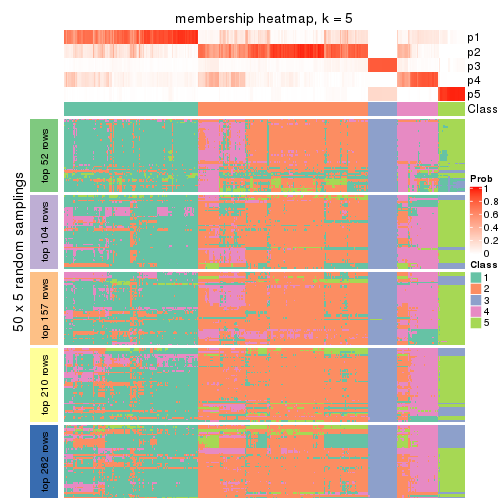 membership heatmap, k = 5
p1
p2
p3
p4
p5
Class
50 x 5 random samplings
top 52 rows
top 104 rows
top 157 rows
top 210 rows
top 262 rows
Prob
1
0.8
0.6
0.4
0.2
0
Class
1
2
3
4
5